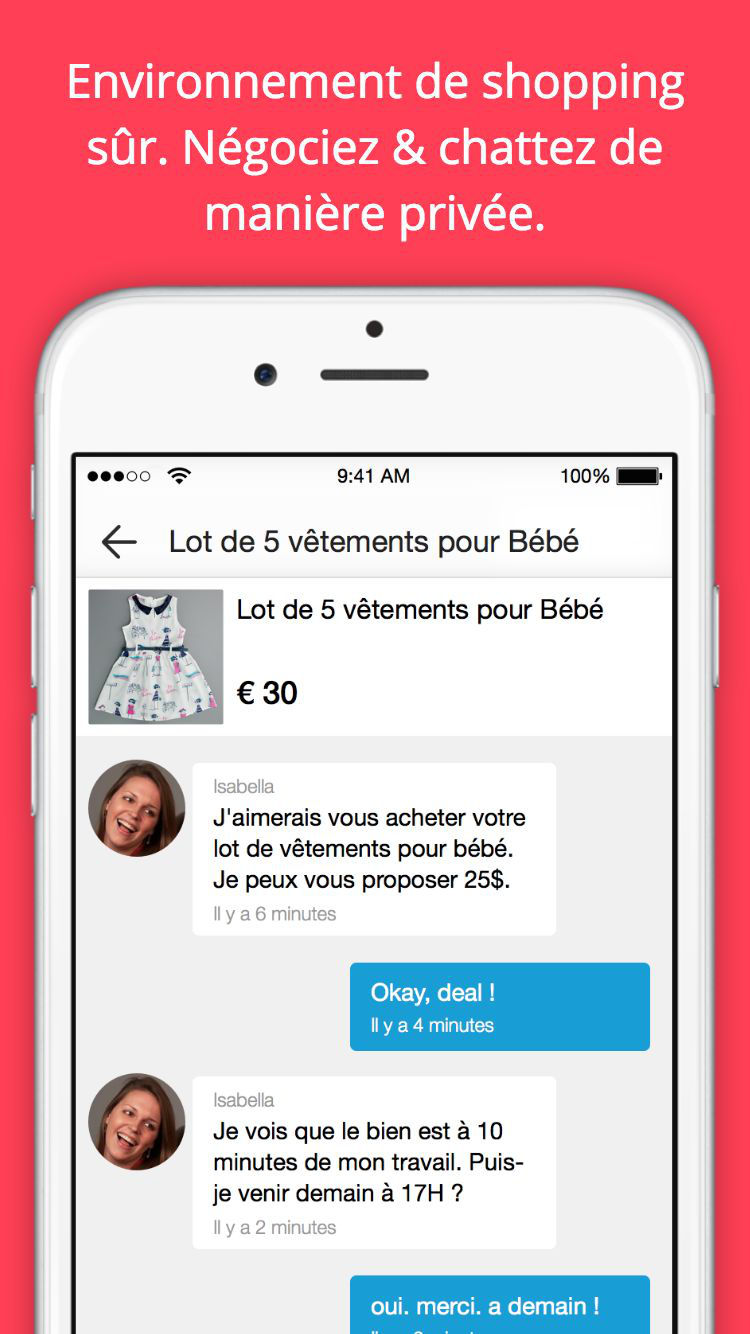 Environnement de shopping
sûr. Négociez & chattez de
manière privée.
9:41 AM
100%
Lot de 5 vêtements pour Bébé
Lot de 5 vêtements pour Bébé
€ 30
Isabella
J'aimerais vous acheter votre
lot de vêtements pour bébé.
Je peux vous proposer 25$.
Il y a 6 minutes
Okay, deal !
Il y a 4 minutes
Isabella
Je vois que le bien est à 10
minutes de mon travail. Puis-
je venir demain à 17H ?
Il y a 2 minutes
oui. merci. a demain !